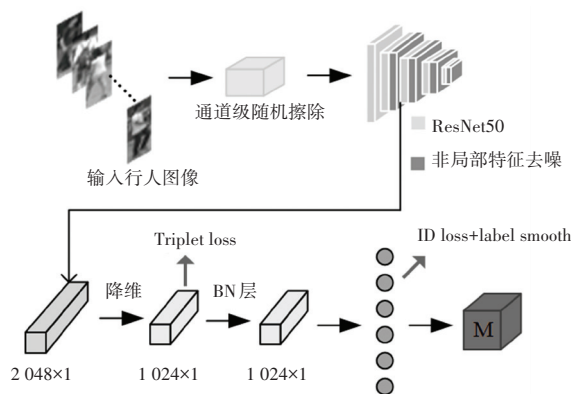 通道级随机擦除
输入行人图像
ResNet50
非局部特征去噪
Triplet loss
ID loss+label smooth
降维
BN 层
M
2 048×1
1 024×1
1 024×1